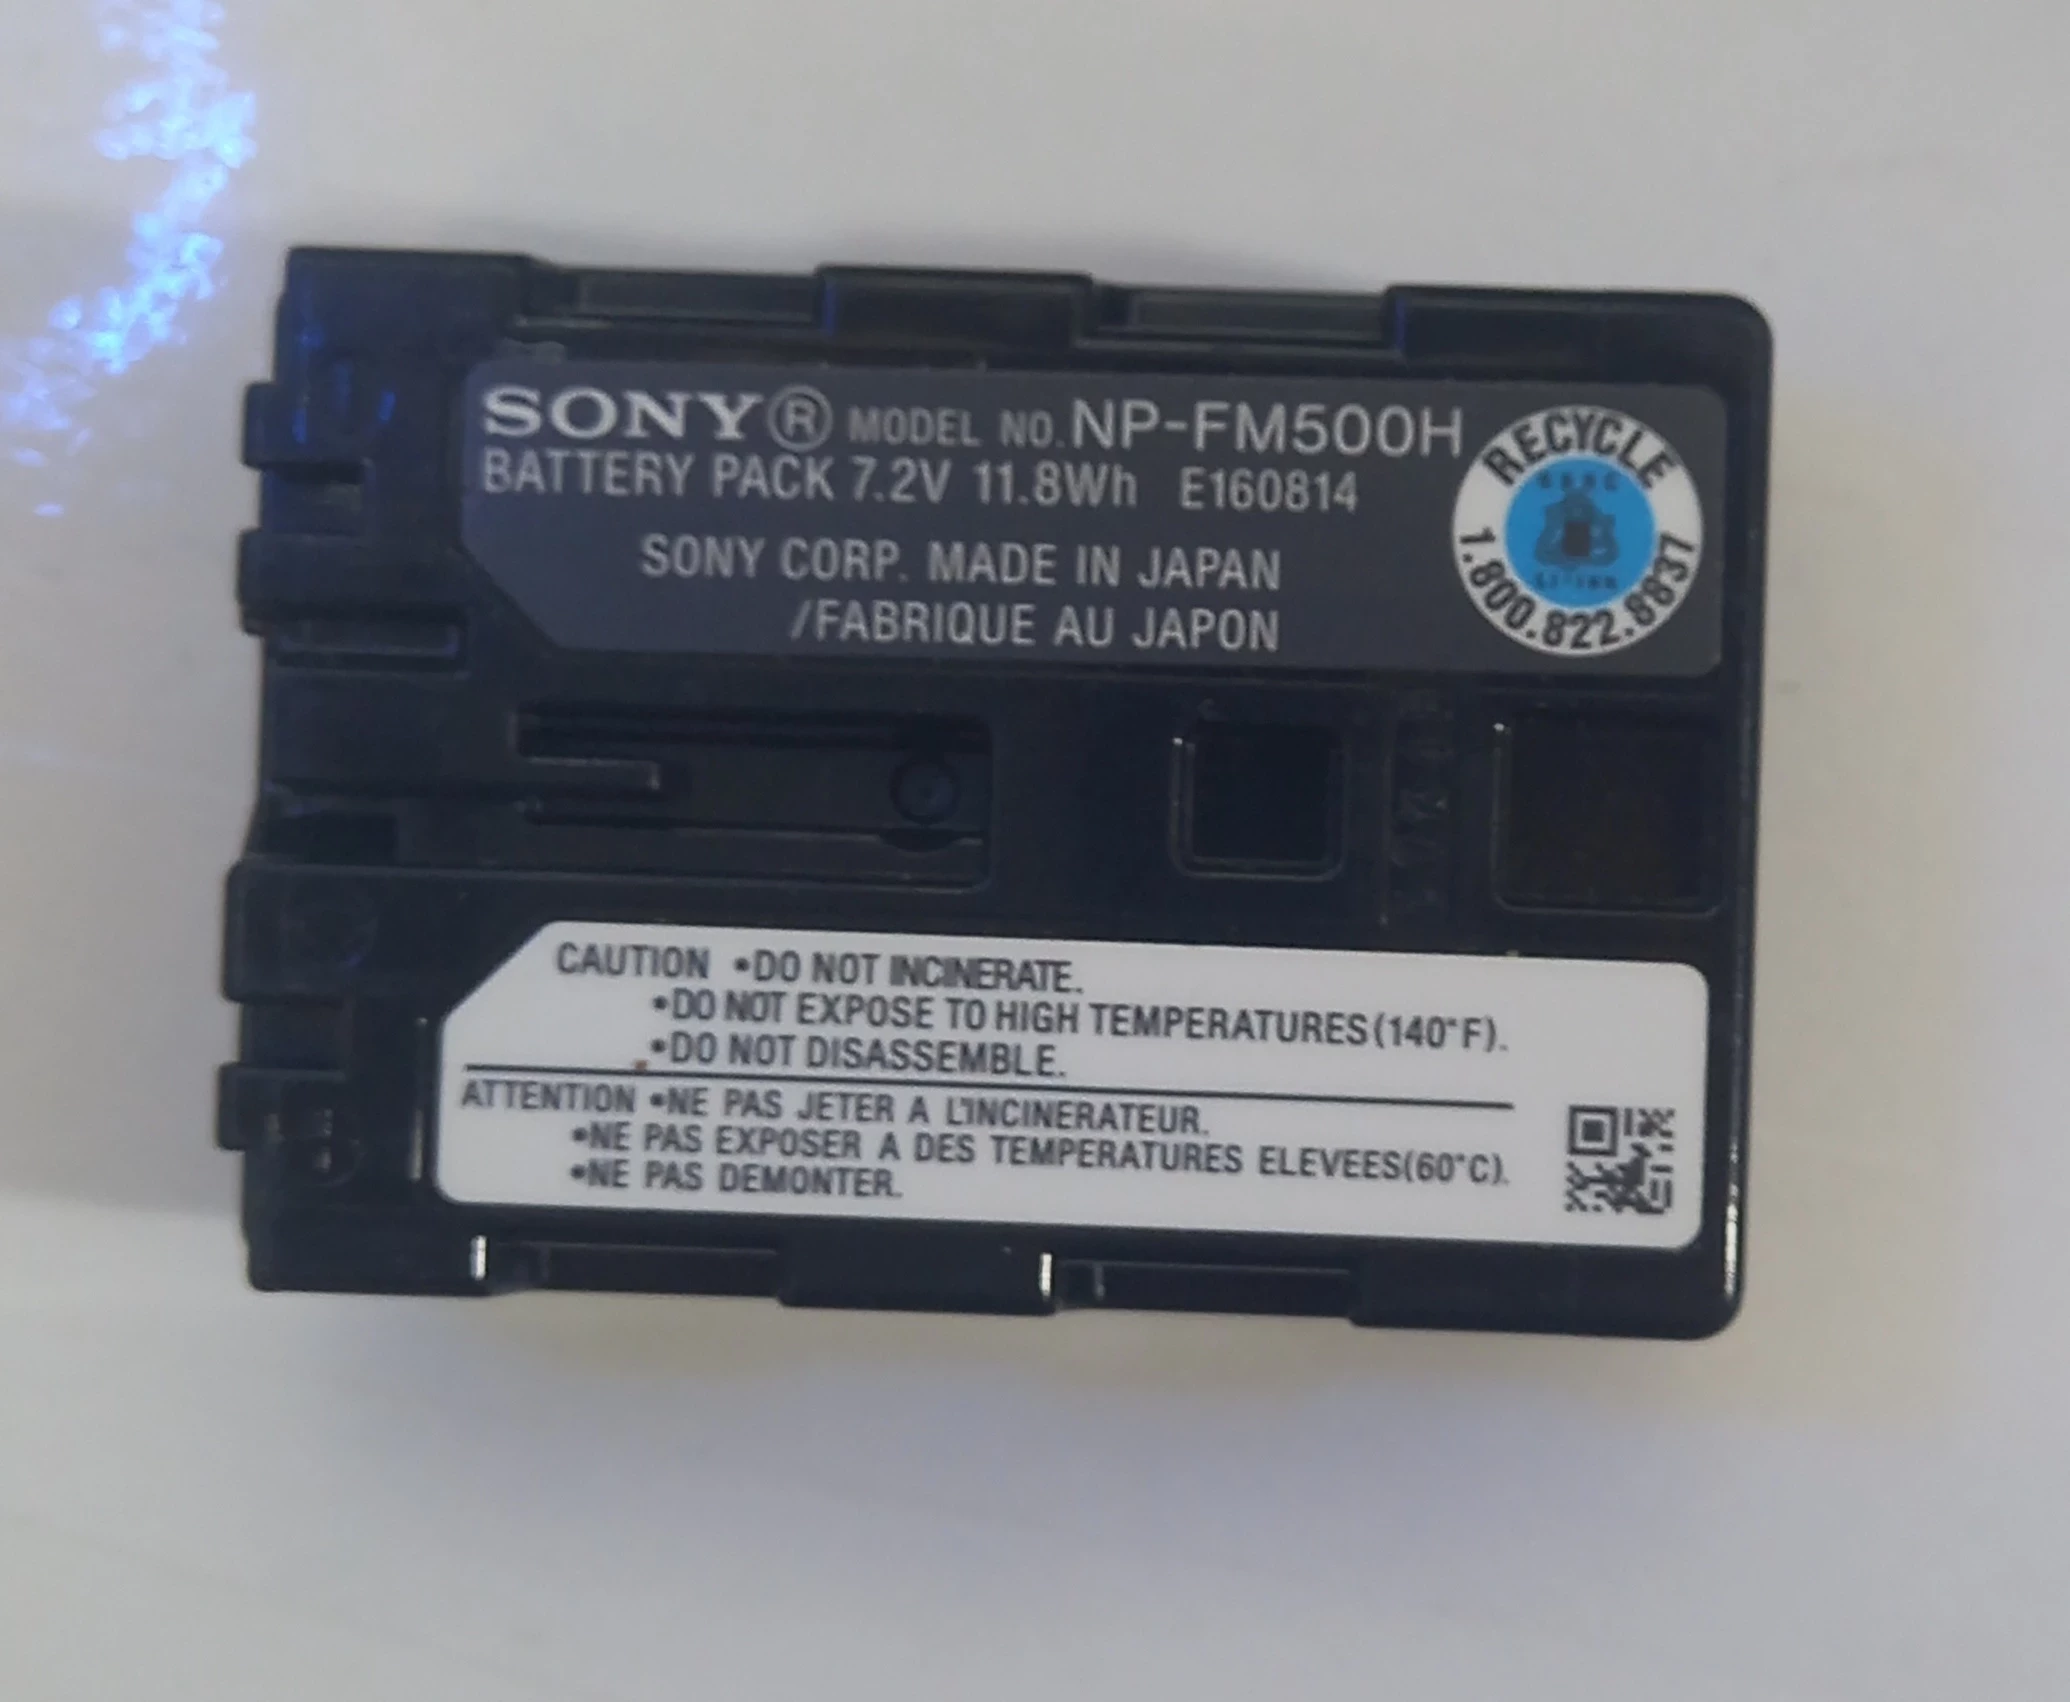 SONY® MODEL NO. NP-FM500H
BATTERY PACK 7.2V 11.8Wh E160814
SONY CORP. MADE IN JAPAN
/FABRIQUE AU JAPON
RECYCLE
1.800.822.8837
CAUTION •DO NOT INCINERATE.
•DO NOT EXPOSE TO HIGH TEMPERATURES(140°F).
•DO NOT DISASSEMBLE.
ATTENTION •NE PAS JETER A L'INCINERATEUR.
•NE PAS EXPOSER A DES TEMPERATURES ELEVEES(60°C).
•NE PAS DEMONTER.